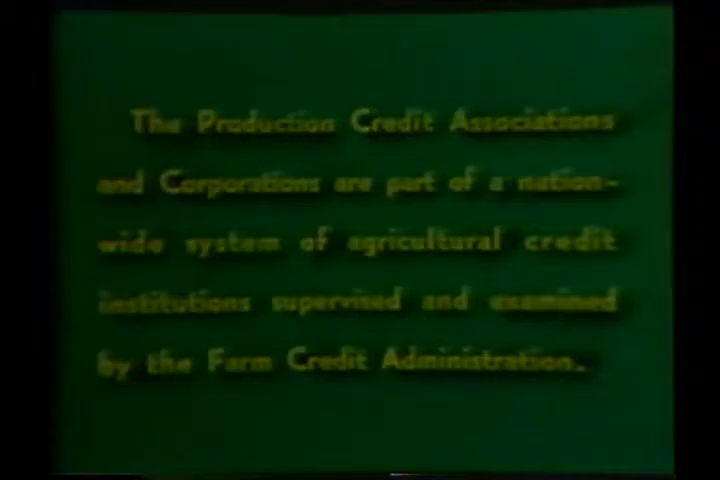 The Production Credit Associations
and Corporations are part of a nation-
wide system of agricultural credit
institutions supervised and examined
by the Farm Credit Administration.